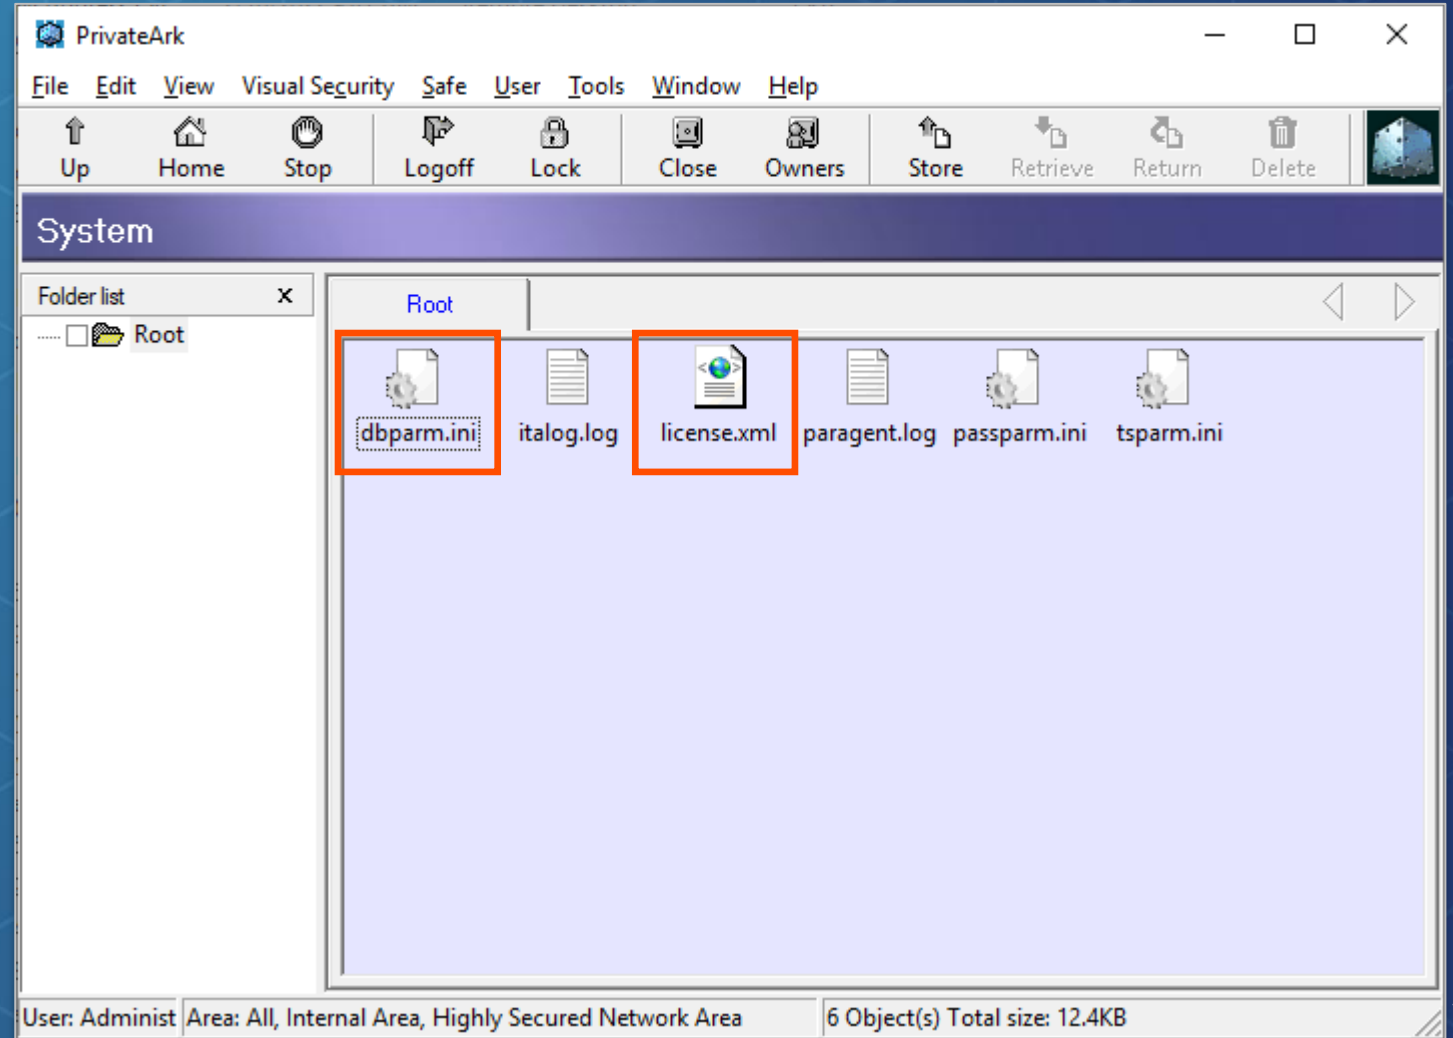 PrivateArk
File Edit View Visual Security Safe User Tools Window Help
Up Home Stop Logoff Lock Close Owners Store Retrieve Return Delete
System
Folder list x
Root
Root
dbparm.ini italog.log license.xml paragent.log passparm.ini tsparm.ini
User: Administ Area: All, Internal Area, Highly Secured Network Area 6 Object(s) Total size: 12.4KB